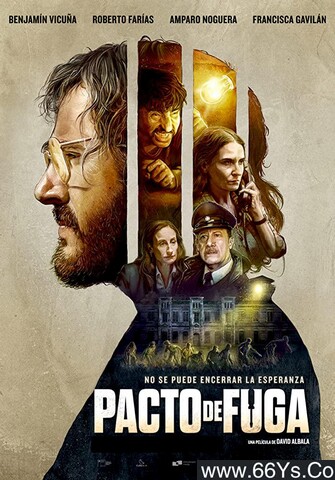 BENJAMÍN VICUÑA ROBERTO FARÍAS AMPARO NOGUERA FRANCISCA GAVILÁN
NO SE PUEDE ENCERRAR LA ESPERANZA
PACTO DE FUGA
UNA PELÍCULA DE DAVID ALBALA
www.66Ys.Co